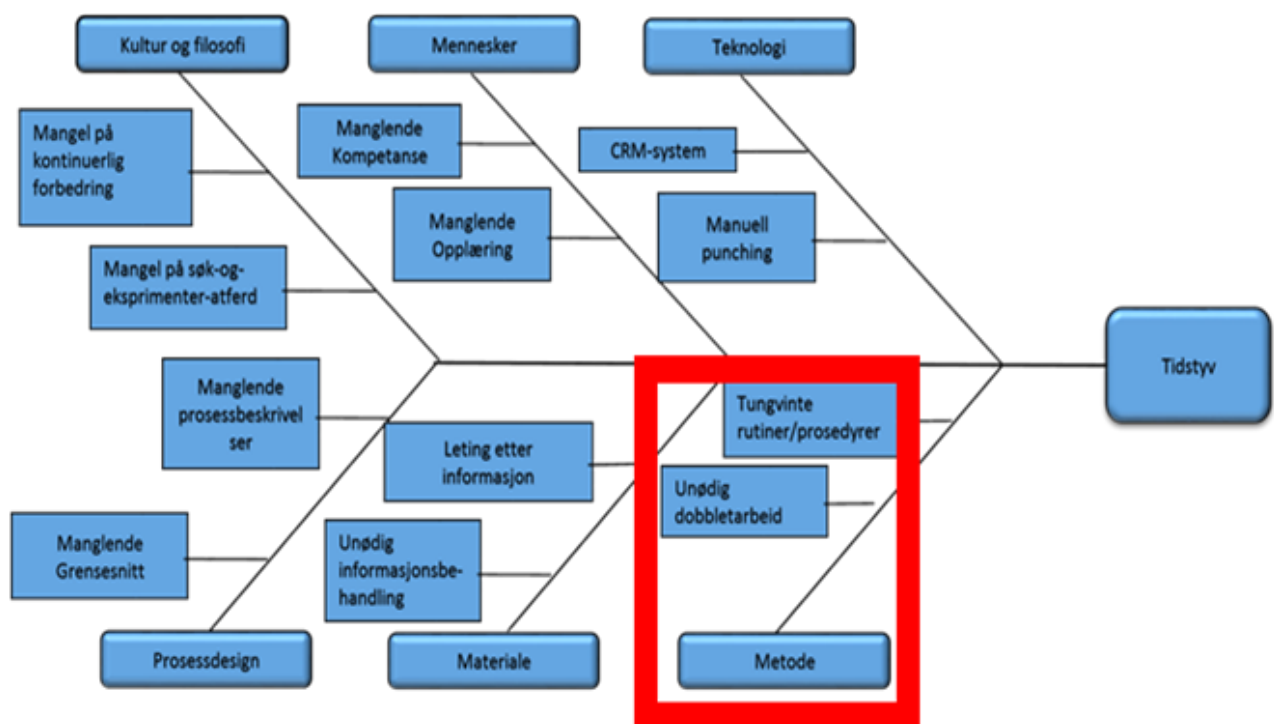 Kultur og filosofi
Mennesker
Teknologi
Mangel på
kontinuerlig
forbedring
Manglende
Kompetanse
CRM-system
Manglende
Opplæring
Manuell
punching
Mangel på søk-og-
eksprimenter-atferd
Tidstyv
Manglende
prosessbeskrivel
ser
Leting etter
informasjon
Tungvinte
rutiner/prosedyrer
Unødig
dobbletarbeid
Manglende
Grensesnitt
Unødig
informasjonsbe-
handling
Prosessdesign
Materiale
Metode